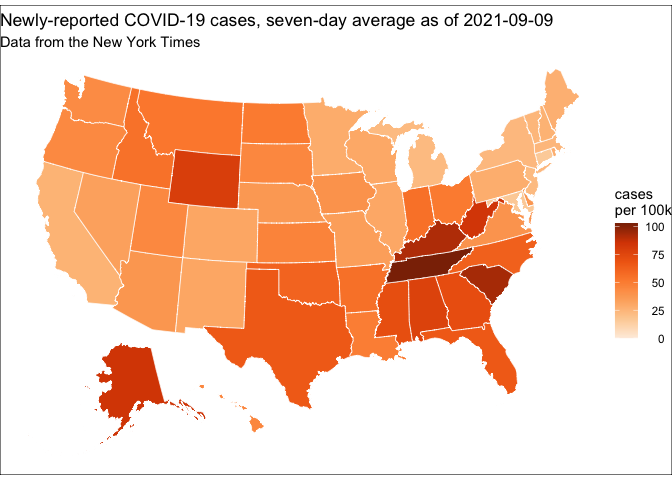 Newly-reported COVID-19 cases, seven-day average as of 2021-09-09
Data from the New York Times
cases
per 100k
100
75
50
25
0